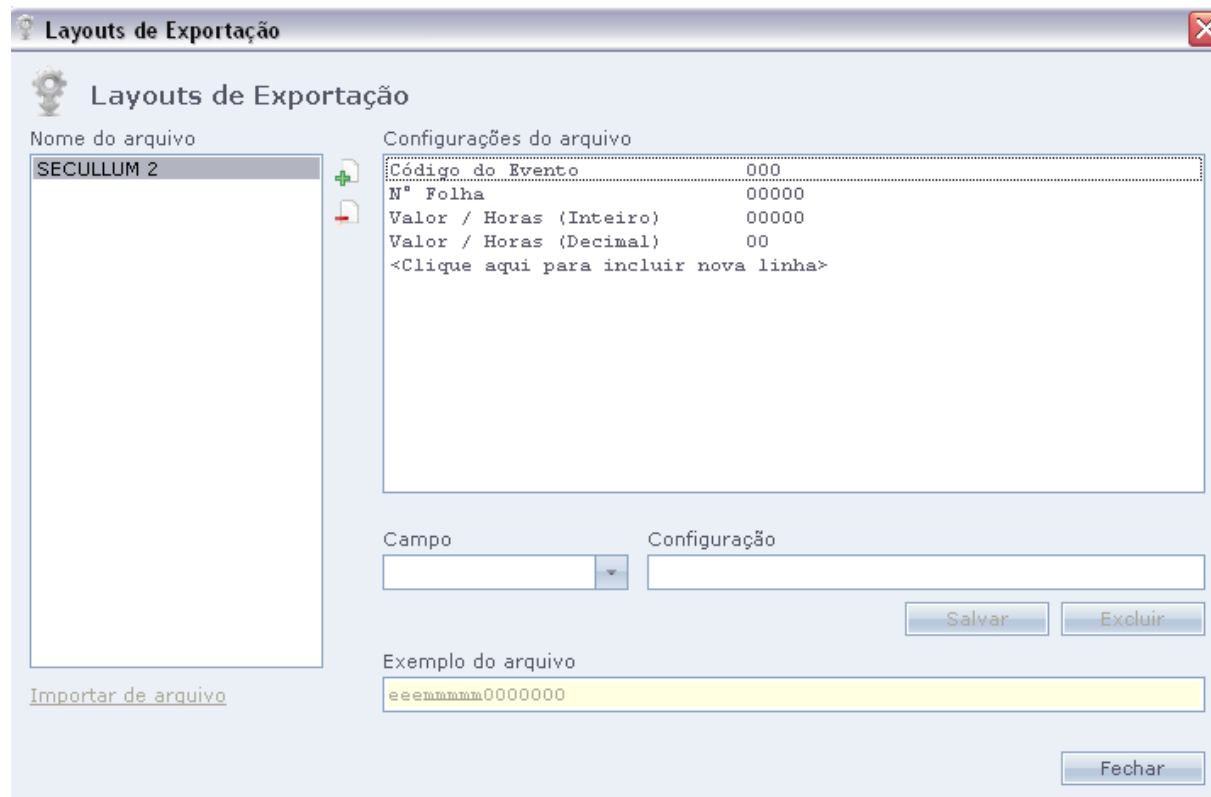 Layouts de Exportação
Layouts de Exportação
Nome do arquivo
SECULLUM 2
Importar de arquivo
Configurações do arquivo
Código do Evento 000
N° Folha 00000
Valor / Horas (Inteiro) 00000
Valor / Horas (Decimal) 00
<Clique aqui para incluir nova linha>
Campo
Configuração
Salvar
Excluir
Exemplo do arquivo
eeemmmmm0000000
Fechar